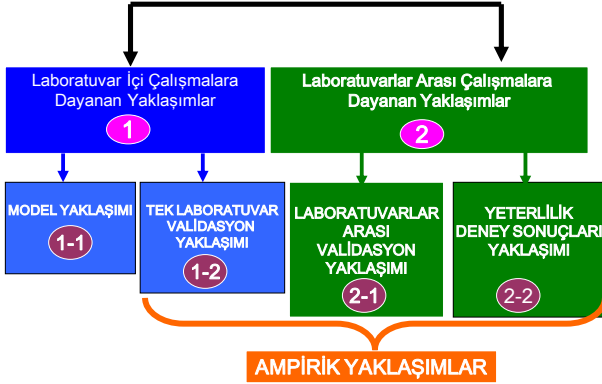 Laboratuvar İçi Çalışmalara
Dayanan Yaklaşımlar
1
Laboratuvarlar Arası Çalışmalara
Dayanan Yaklaşımlar
2
MODEL YAKLAŞIMI
1-1
TEK LABORATUVAR
VALİDASYON
YAKLAŞIMI
1-2
LABORATUVARLAR
ARASI
VALİDASYON
YAKLAŞIMI
2-1
YETERLİLİK
DENEY SONUÇLARI
YAKLAŞIMI
2-2
AMPİRİK YAKLAŞIMLAR